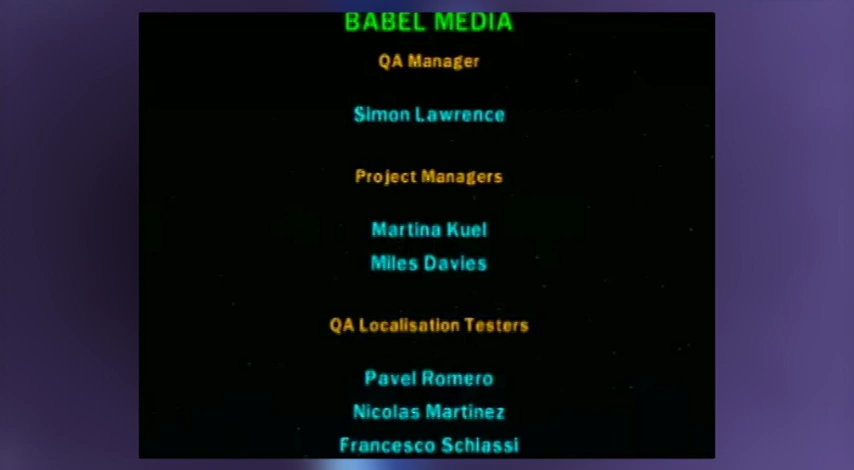 BABEL MEDIA
QA Manager
Simon Lawrence
Project Managers
Martina Kuel
Miles Davies
QA Localisation Testers
Pavel Romero
Nicolas Martinez
Francesco Schiassi